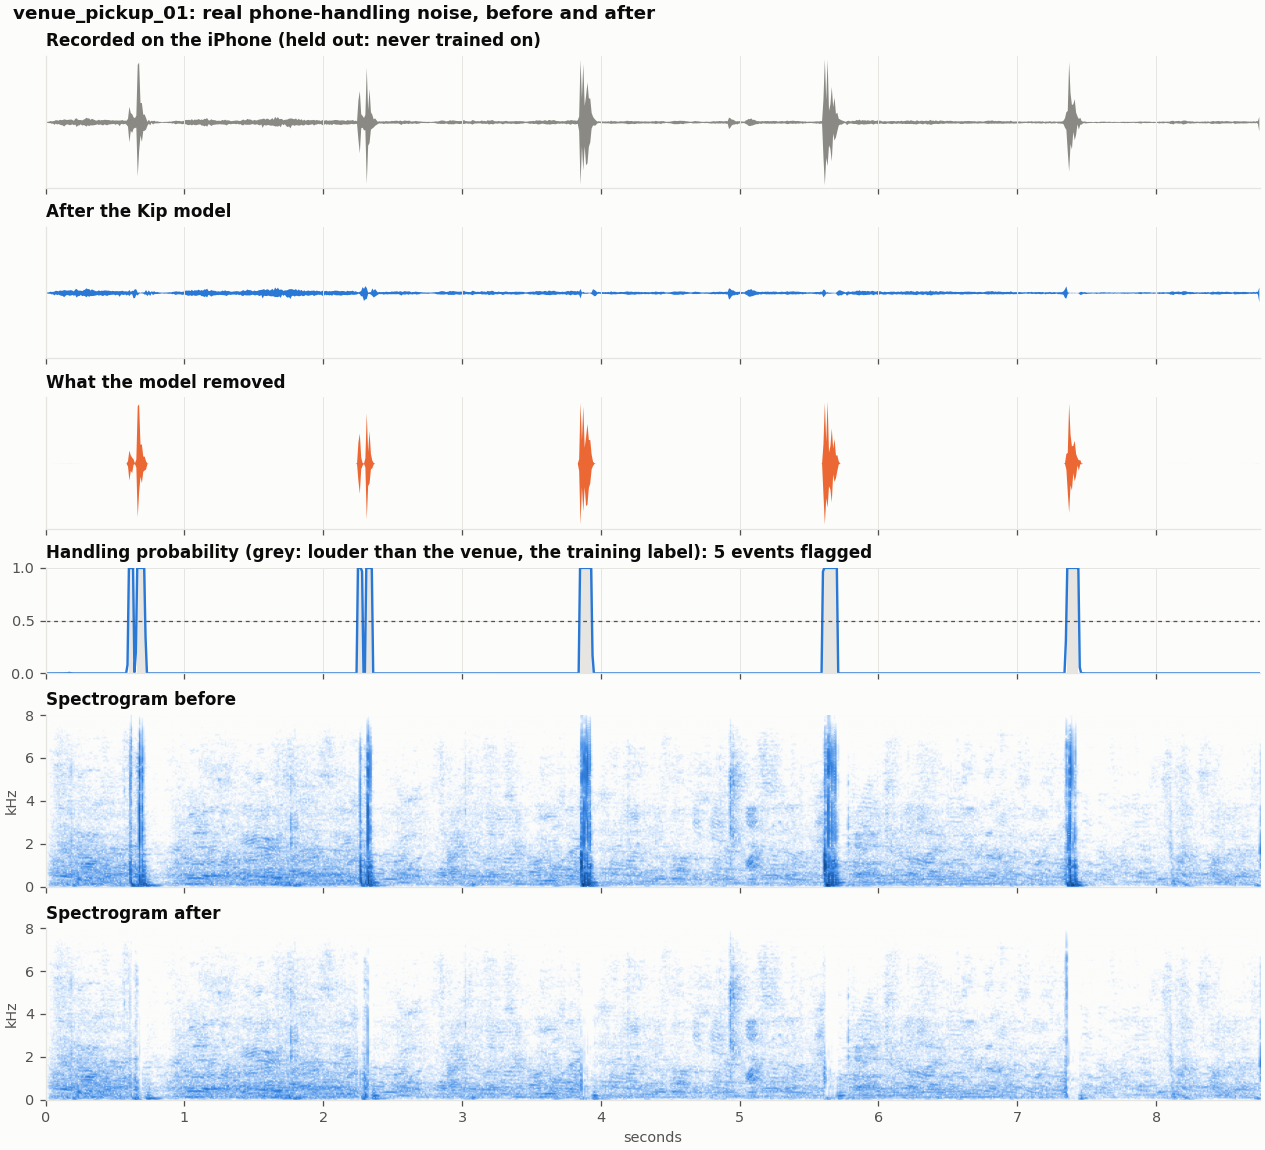 venue_pickup_01: real phone-handling noise, before and after
Recorded on the iPhone (held out: never trained on)
After the Kip model
What the model removed
Handling probability (grey: louder than the venue, the training label): 5 events flagged
1.0
0.5
0.0
Spectrogram before
8
6
4
2
0
kHz
Spectrogram after
8
6
4
2
0
kHz
0 1 2 3 4 5 6 7 8
seconds